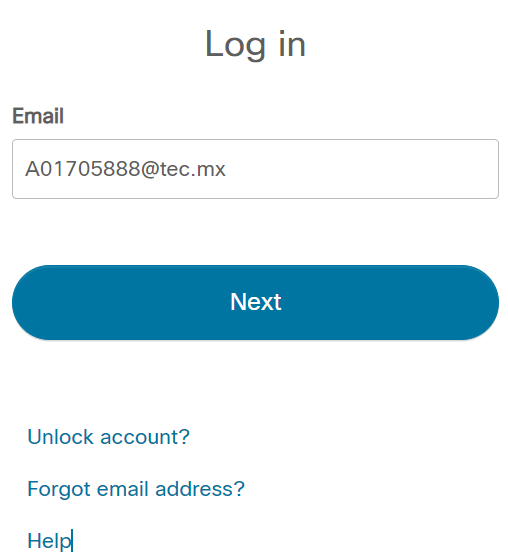 Log in
Email
A01705888@tec.mx
Next
Unlock account?
Forgot email address?
Help